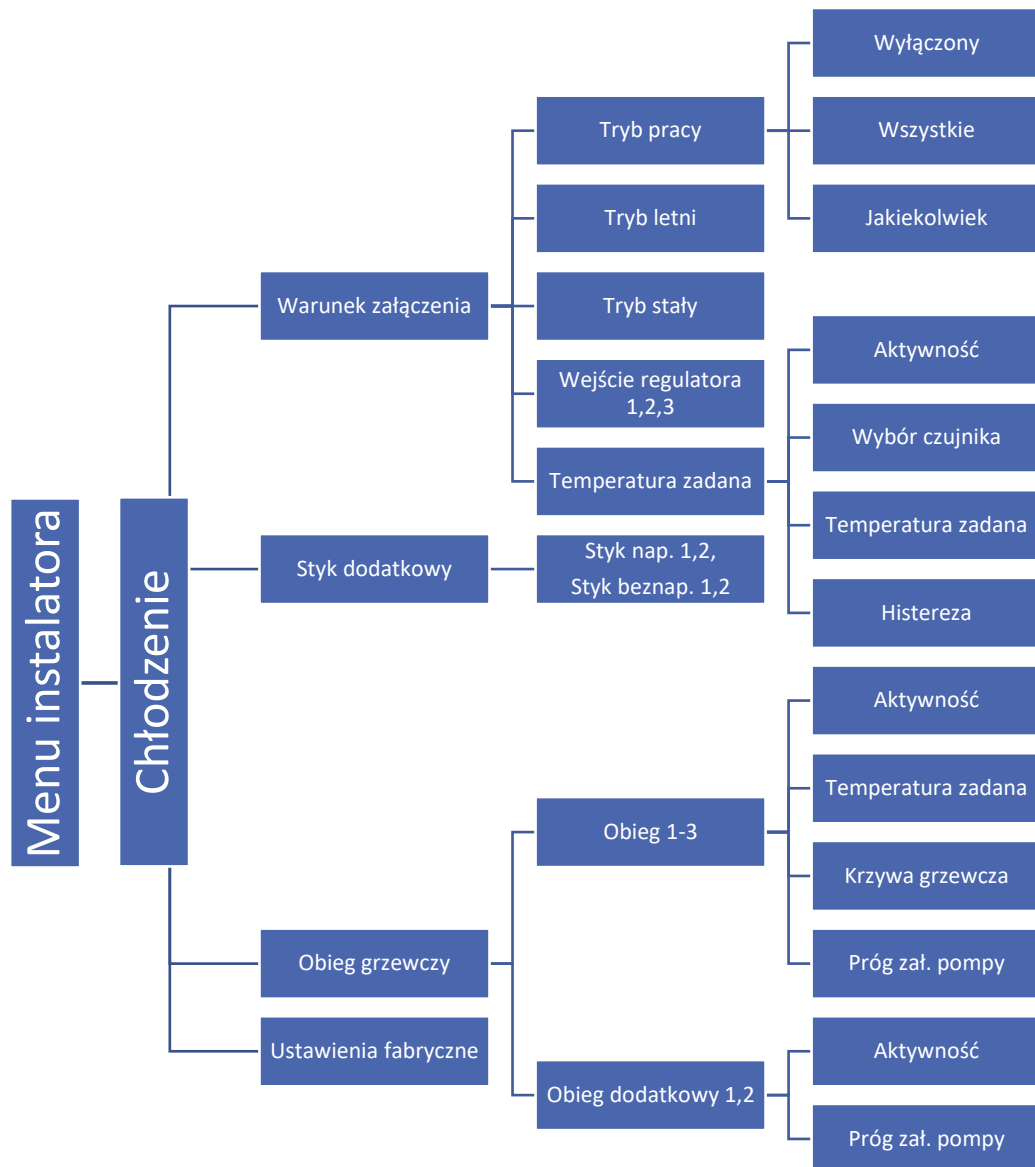 Menu instalatora
Chłodzenie
Warunek załączenia
Tryb pracy
Wyłączony
Wszystkie
Jakiekolwiek
Tryb letni
Tryb stały
Wejście regulatora
1,2,3
Temperatura zadana
Aktywność
Wybór czujnika
Temperatura zadana
Histereza
Styk dodatkowy
Styk nap. 1,2,
Styk beznap. 1,2
Obieg grzewczy
Obieg 1-3
Aktywność
Temperatura zadana
Krzywa grzewcza
Próg zał. pompy
Obieg dodatkowy 1,2
Aktywność
Próg zał. pompy
Ustawienia fabryczne